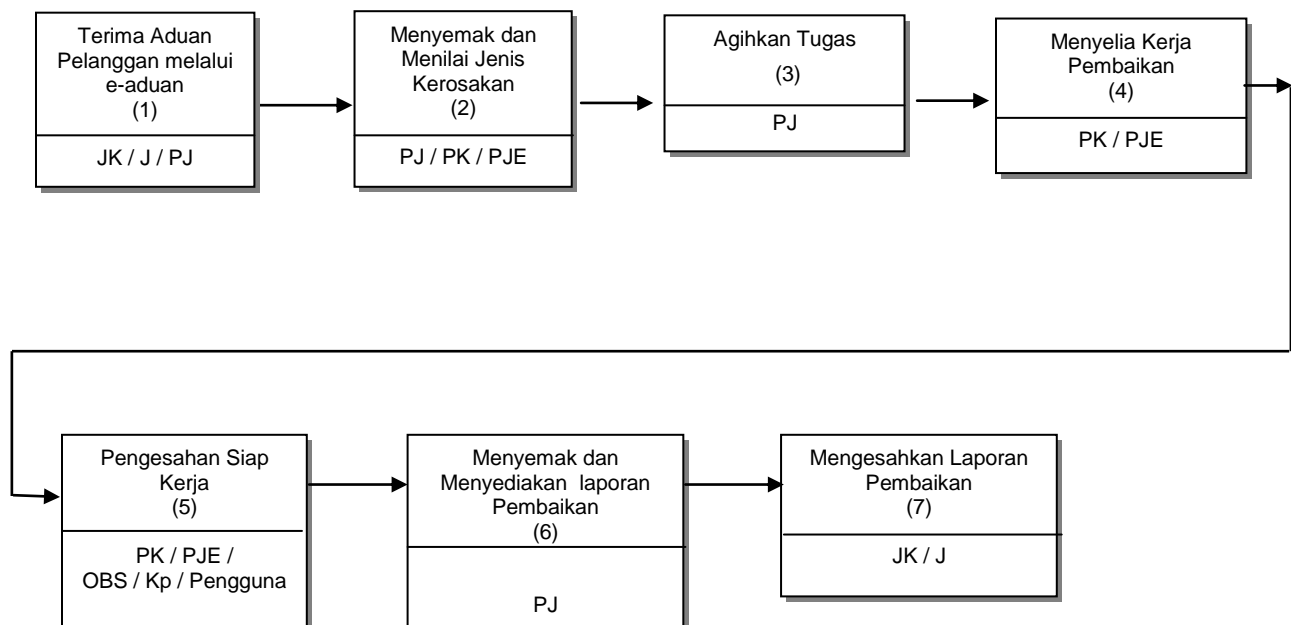 Terima Aduan
Pelanggan melalui
e-aduan
(1)
JK / J / PJ
Menyemak dan
Menilai Jenis
Kerosakan
(2)
PJ / PK / PJE
Agihkan Tugas
(3)
PJ
Menyelia Kerja
Pembaikan
(4)
PK / PJE
Pengesahan Siap
Kerja
(5)
PK / PJE /
OBS / Kp / Pengguna
Menyemak dan
Menyediakan laporan
Pembaikan
(6)
PJ
Mengesahkan Laporan
Pembaikan
(7)
JK / J